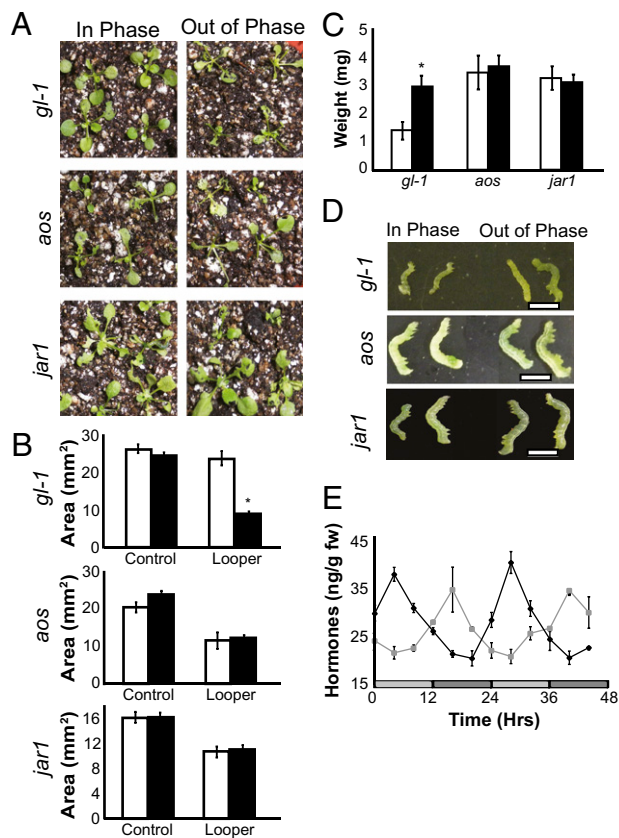 A
In Phase Out of Phase
gl-1
aos
jar1
B
gl-1
Area (mm²)
30
20
10
0
Control Looper
*
aos
Area (mm²)
30
20
10
0
Control Looper
jar1
Area (mm²)
16
12
8
4
0
Control Looper
C
Weight (mg)
5
4
3
2
1
0
*
gl-1 aos jar1
D
In Phase Out of Phase
gl-1
aos
jar1
E
Hormones (ng/g fw)
45
35
25
15
0 12 24 36 48
Time (Hrs)